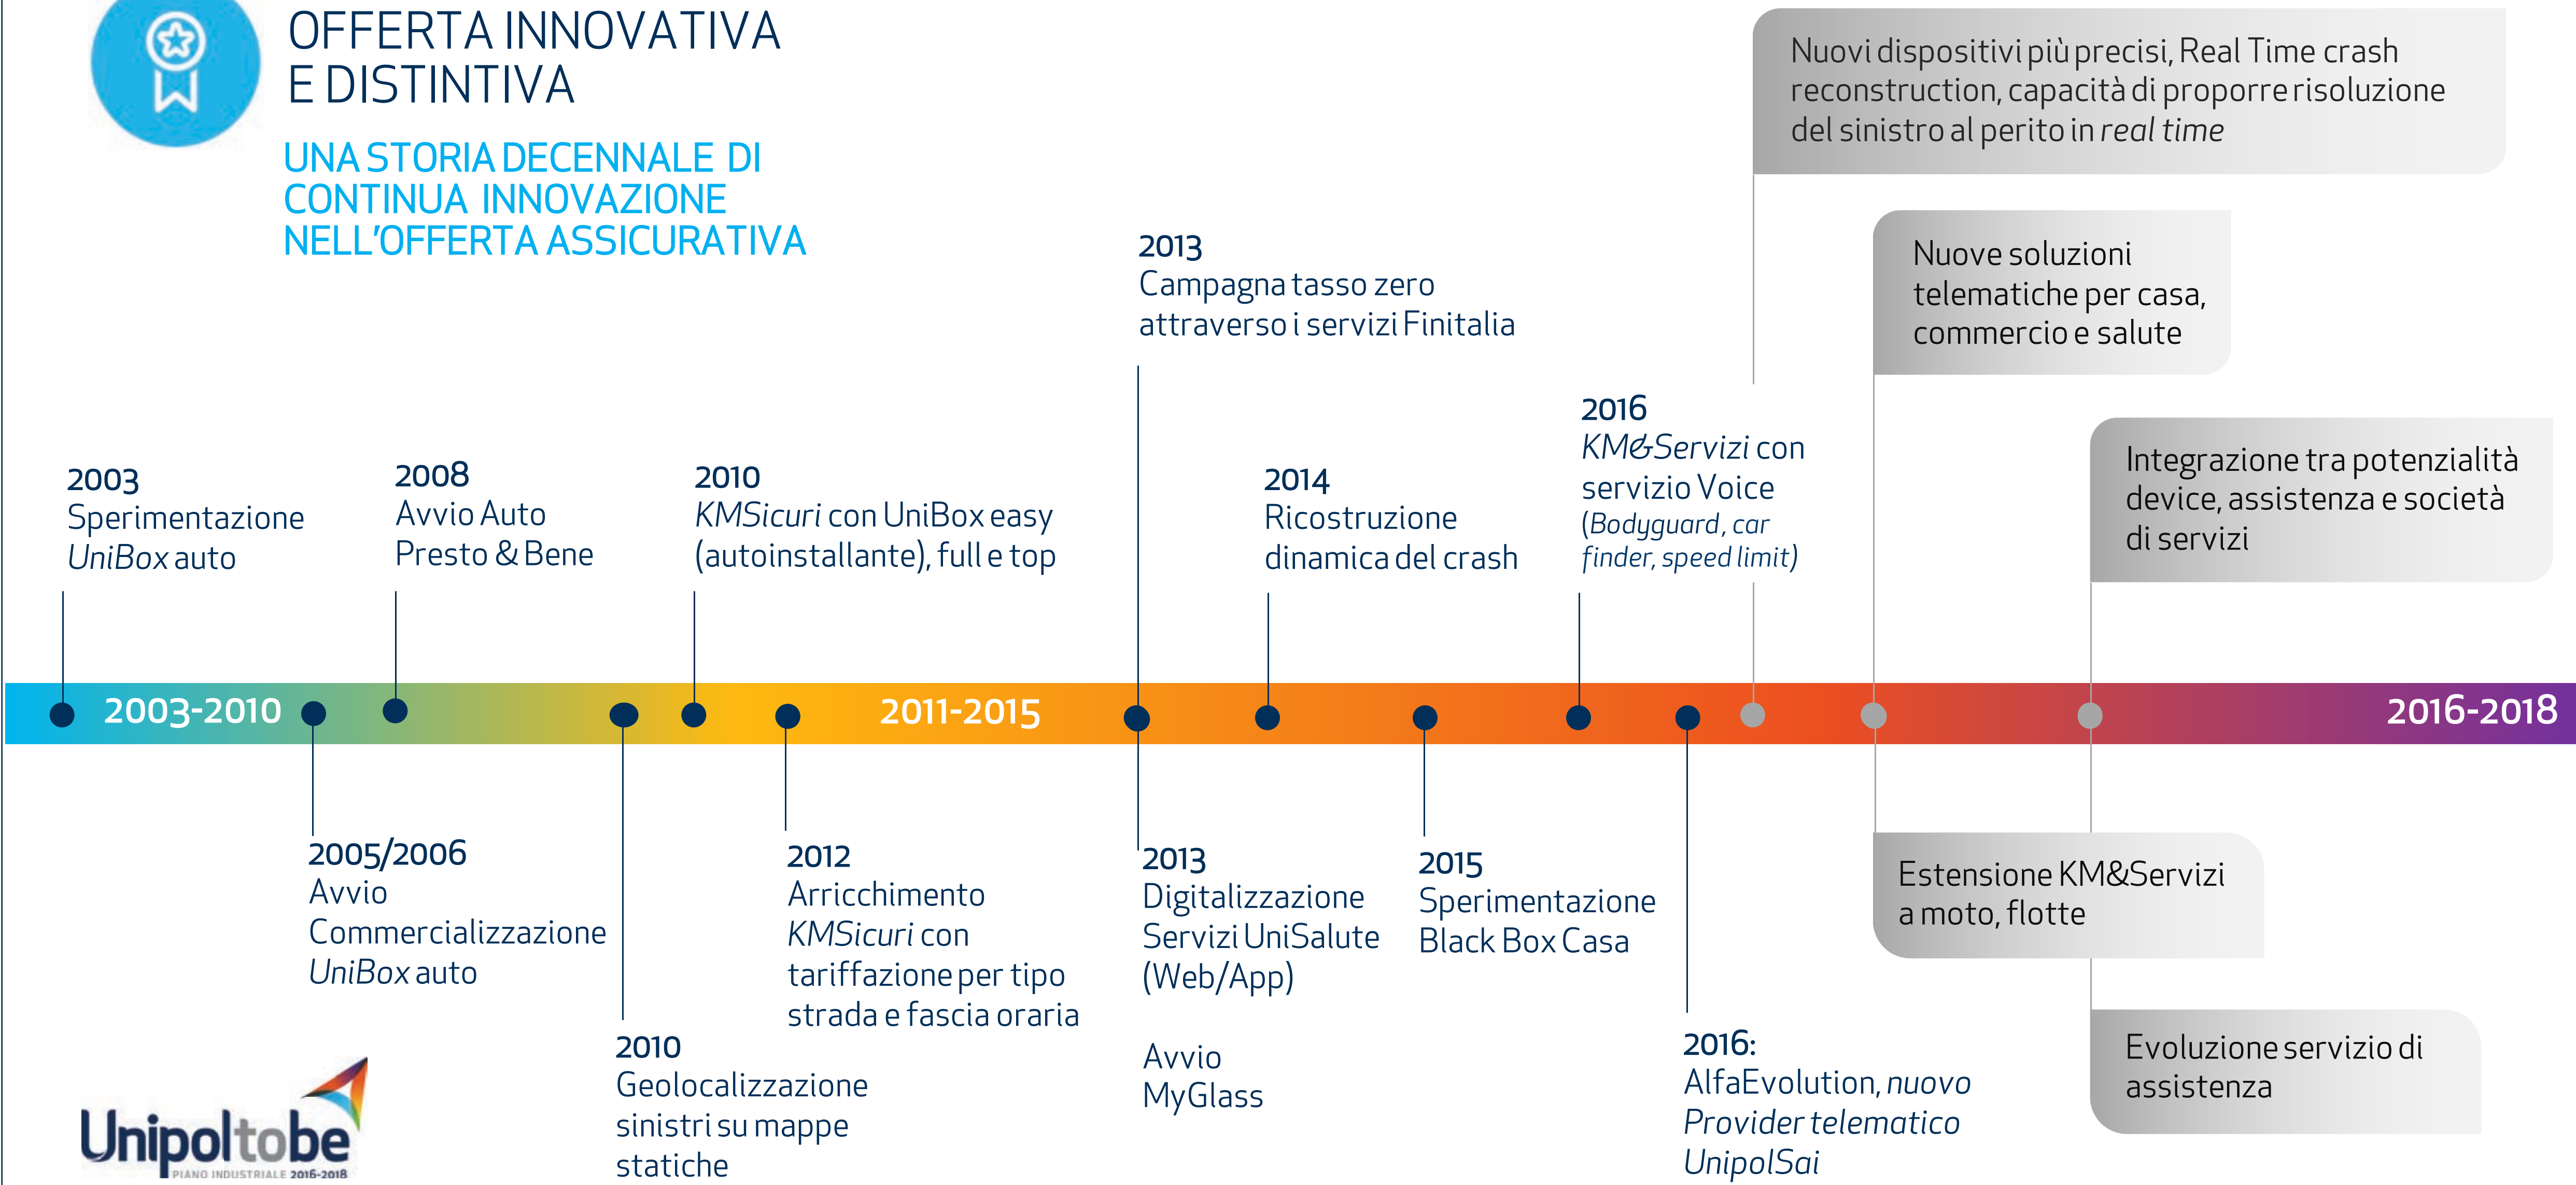 OFFERTA INNOVATIVA
E DISTINTIVA
UNA STORIA DECENNALE DI
CONTINUA INNOVAZIONE
NELL'OFFERTA ASSICURATIVA
Nuovi dispositivi più precisi, Real Time crash
reconstruction, capacità di proporre risoluzione
del sinistro al perito in real time
Nuove soluzioni
telematiche per casa,
commercio e salute
Integrazione tra potenzialità
device, assistenza e società
di servizi
2003
Sperimentazione
UniBox auto
2008
Avvio Auto
Presto & Bene
2010
KMSicuri con UniBox easy
(autoinstallante), full e top
2013
Campagna tasso zero
attraverso i servizi Finitalia
2014
Ricostruzione
dinamica del crash
2016
KM&Servizi con
servizio Voice
(Bodyguard, car
finder, speed limit)
2003-2010
2011-2015
2016-2018
2005/2006
Avvio
Commercializzazione
UniBox auto
2010
Geolocalizzazione
sinistri su mappe
statiche
2012
Arricchimento
KMSicuri con
tariffazione per tipo
strada e fascia oraria
2013
Digitalizzazione
Servizi UniSalute
(Web/App)
Avvio
MyGlass
2015
Sperimentazione
Black Box Casa
2016:
AlfaEvolution, nuovo
Provider telematico
UnipolSai
Estensione KM&Servizi
a moto, flotte
Evoluzione servizio di
assistenza
Unipoltobe
PIANO INDUSTRIALE 2016-2018